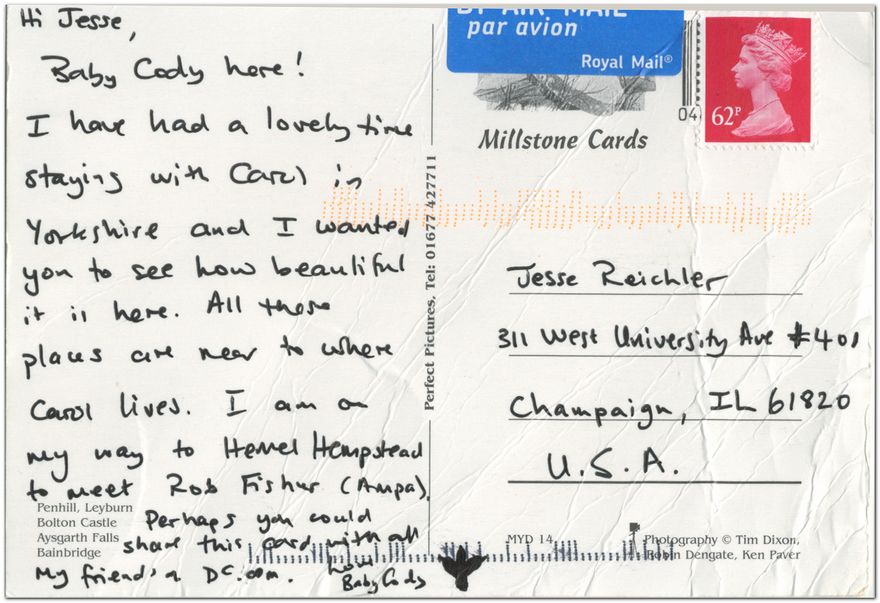 Hi Jesse,
Baby Cody here!
I have had a lovely time
staying with Carol in
Yorkshire and I wanted
you to see how beautiful
it is here. All these
places are near to where
Carol lives. I am on
my way to Hemel Hempstead
to meet Rob Fisher (Ampa).
Perhaps you could
share this card with all
my friends on DC.com. love
Baby Cody
Penhill, Leyburn
Bolton Castle
Aysgarth Falls
Bainbridge
Perfect Pictures, Tel: 01677 427711
BY AIR MAIL
par avion
Royal Mail®
04
62P
Millstone Cards
Jesse Reichler
311 West University Ave #401
Champaign, IL 61820
U.S.A.
MYD 14
Photography © Tim Dixon,
Robin Dengate, Ken Paver